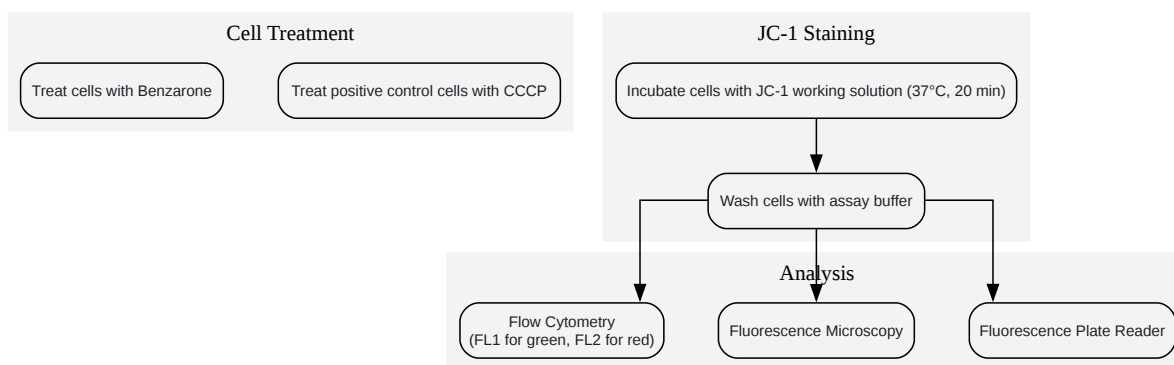 Cell Treatment
Treat cells with Benzarone
Treat positive control cells with CCCP
JC-1 Staining
Incubate cells with JC-1 working solution (37°C, 20 min)
Wash cells with assay buffer
Analysis
Flow Cytometry
(FL1 for green, FL2 for red)
Fluorescence Microscopy
Fluorescence Plate Reader